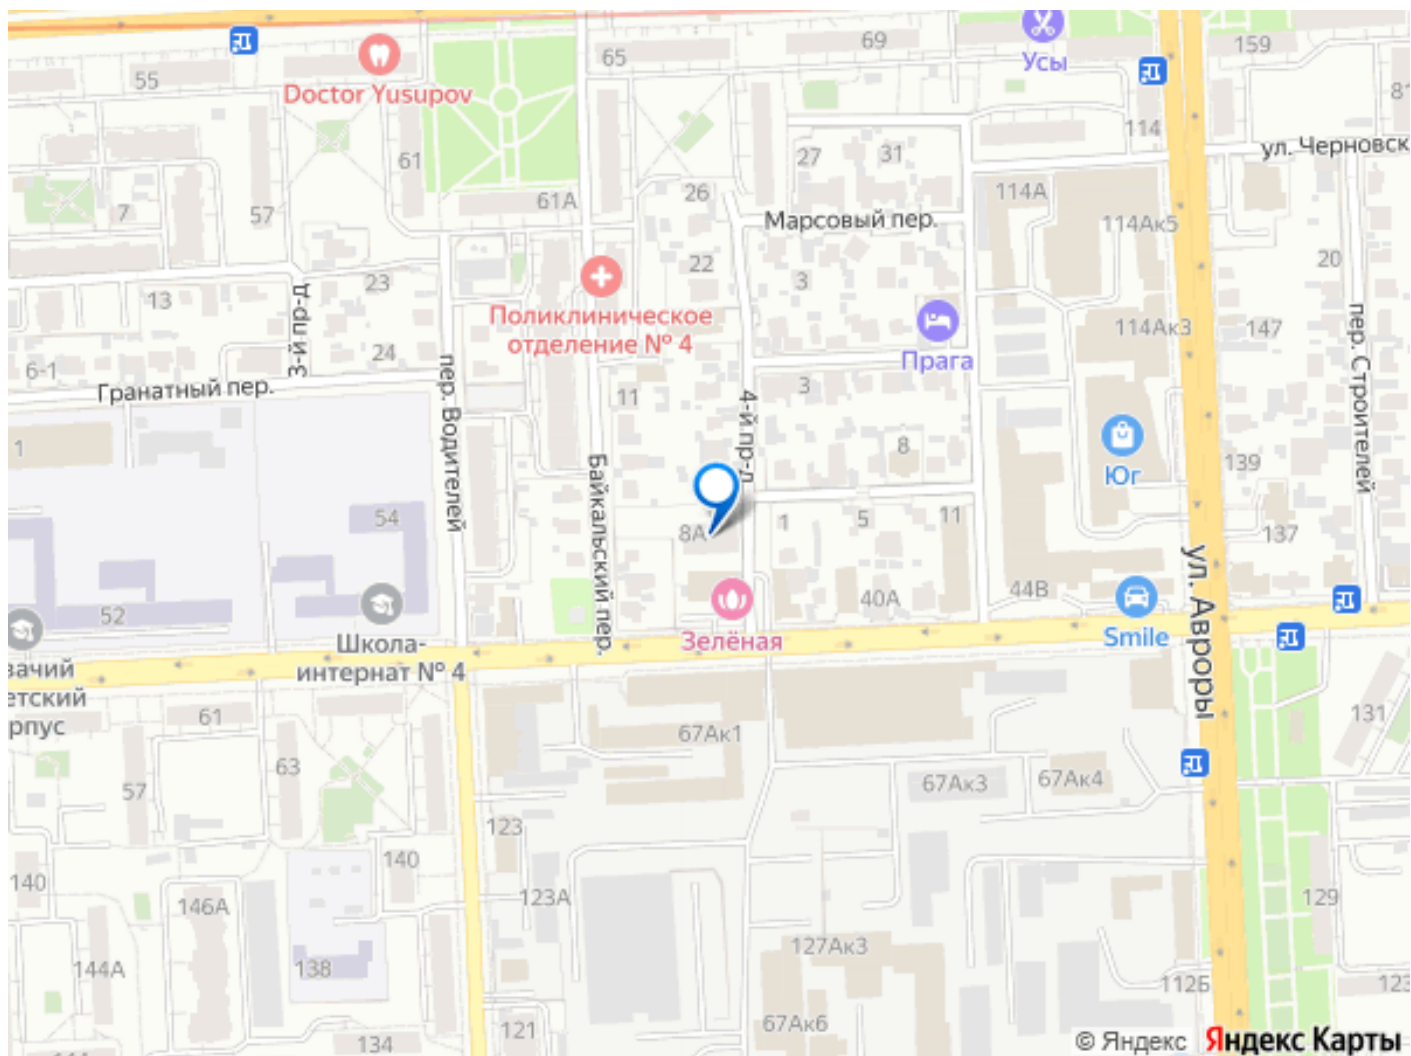 65
69
159
Усы
55
Doctor Yusupov
114
81
ул. Черновск
61
27
31
7
57
61А
26
114А
Марсовый пер.
114Ак5
22
20
3
23
13
3-й пр-д
Поликлиническое
отделение № 4
114Ак3
147
Прага
пер. Строителей
24
6-1
Гранатный пер.
пер. Водителей
11
3
4-й пр-д
8
1
Юг
139
Байкальский пер.
54
8А
1
5
11
137
ул. Авроры
52
40А
44В
Зелёная
Smile
Школа-
интернат № 4
зачий
етский
рпус
61
67Ак1
131
63
57
67Ак3
67Ак4
123
140
140
146А
123А
129
127Ак3
144А
138
112Б
123
121
134
67Ак6
© Яндекс Яндекс Карты